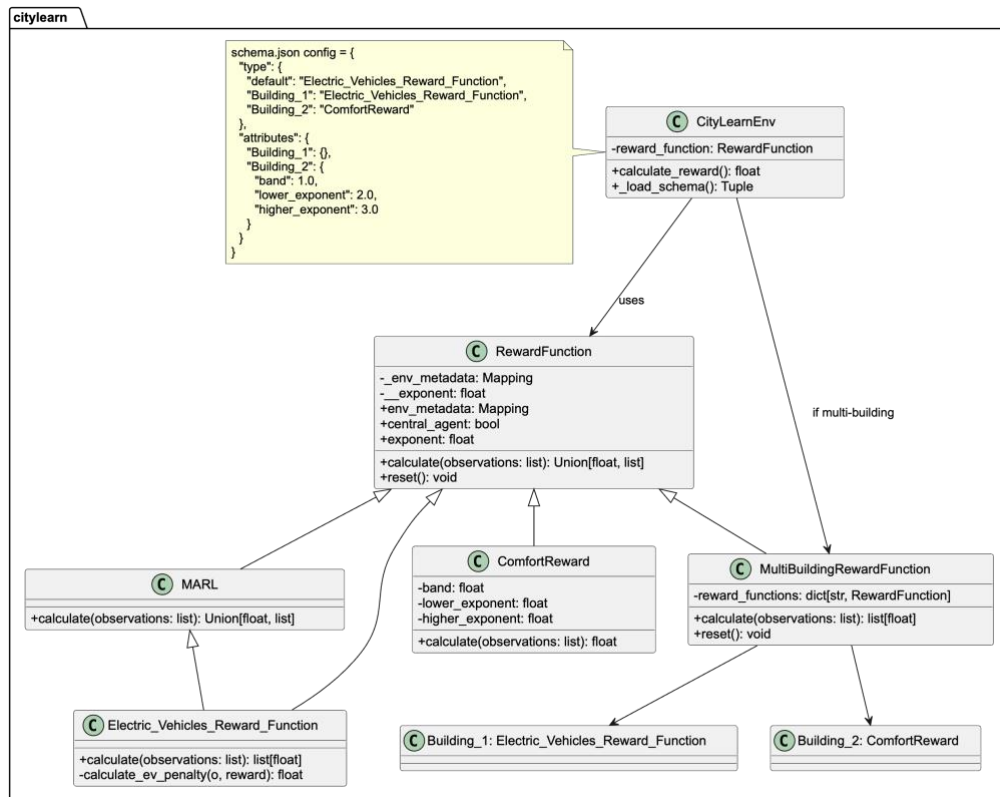 citylearn
schema.json config = {
"type": {
"default": "Electric_Vehicles_Reward_Function",
"Building_1": "Electric_Vehicles_Reward_Function",
"Building_2": "ComfortReward"
},
"attributes": {
"Building_1": {},
"Building_2": {
"band": 1.0,
"lower_exponent": 2.0,
"higher_exponent": 3.0
}
}
}
C CityLearnEnv
-reward_function: RewardFunction
+calculate_reward(): float
+_load_schema(): Tuple
uses
if multi-building
C RewardFunction
-_env_metadata: Mapping
-__exponent: float
+env_metadata: Mapping
+central_agent: bool
+exponent: float
+calculate(observations: list): Union[float, list]
+reset(): void
C MARL
+calculate(observations: list): Union[float, list]
C ComfortReward
-band: float
-lower_exponent: float
-higher_exponent: float
+calculate(observations: list): float
C MultiBuildingRewardFunction
-reward_functions: dict[str, RewardFunction]
+calculate(observations: list): list[float]
+reset(): void
C Electric_Vehicles_Reward_Function
+calculate(observations: list): list[float]
-calculate_ev_penalty(o, reward): float
C Building_1: Electric_Vehicles_Reward_Function
C Building_2: ComfortReward